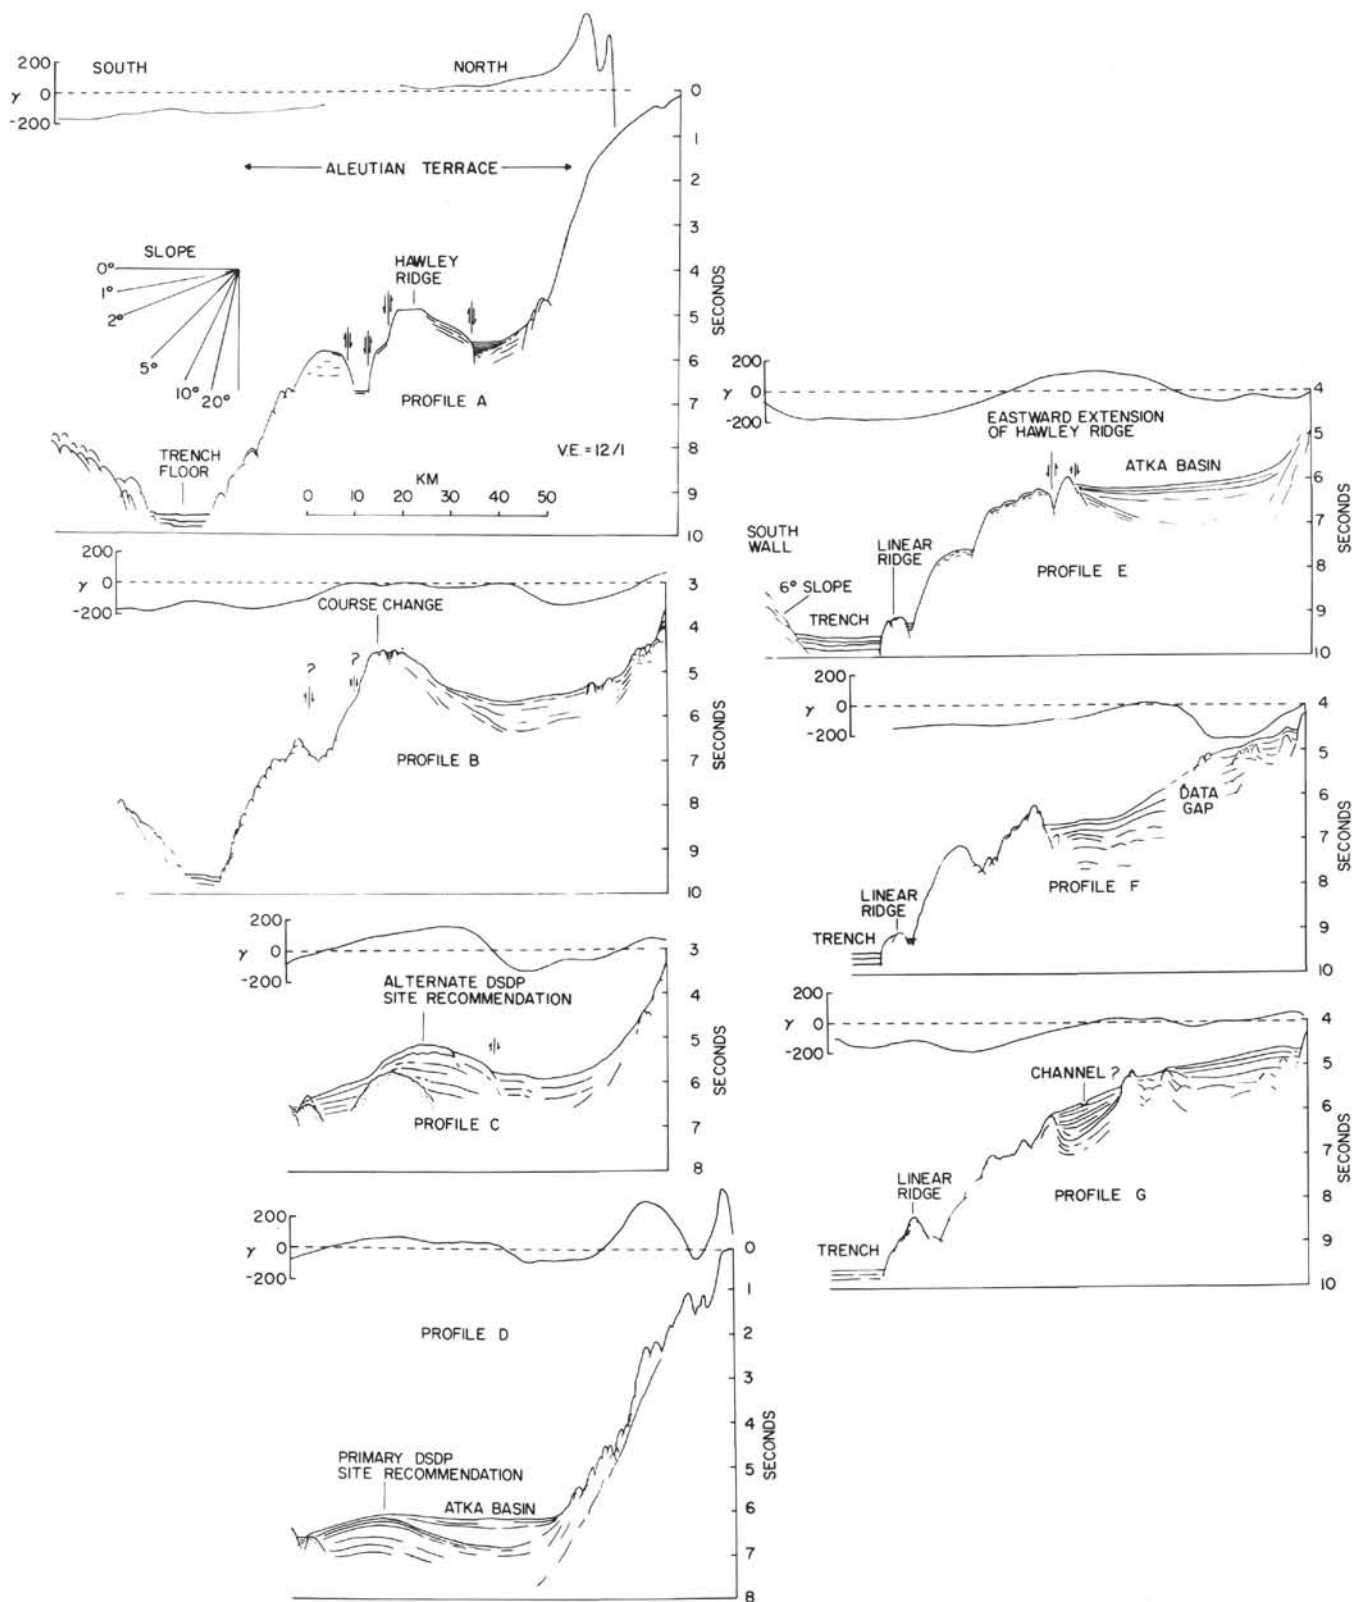 200
SOUTH
NORTH
γ 0
-200
0
1
2
3
4
5
6
7
8
9
10
SECONDS
ALEUTIAN TERRACE
SLOPE
0°
1°
2°
5°
10°
20°
HAWLEY
RIDGE
PROFILE A
V.E. = 12/1
TRENCH
FLOOR
KM
0 10 20 30 40 50
200
γ 0
-200
COURSE CHANGE
? ?
PROFILE B
3
4
5
6
7
8
9
10
SECONDS
200
γ 0
-200
ALTERNATE DSDP
SITE RECOMMENDATION
PROFILE C
3
4
5
6
7
8
SECONDS
200
γ 0
-200
PROFILE D
PRIMARY DSDP
SITE RECOMMENDATION
ATKA BASIN
0
1
2
3
4
5
6
7
8
SECONDS
200
γ 0
-200
EASTWARD EXTENSION
OF HAWLEY RIDGE
ATKA BASIN
SOUTH
WALL
LINEAR
RIDGE
PROFILE E
6° SLOPE
TRENCH
4
5
6
7
8
9
10
SECONDS
200
γ 0
-200
DATA
GAP
PROFILE F
LINEAR
RIDGE
TRENCH
4
5
6
7
8
9
10
SECONDS
200
γ 0
-200
CHANNEL ?
LINEAR
RIDGE
PROFILE G
TRENCH
4
5
6
7
8
9
10
SECONDS